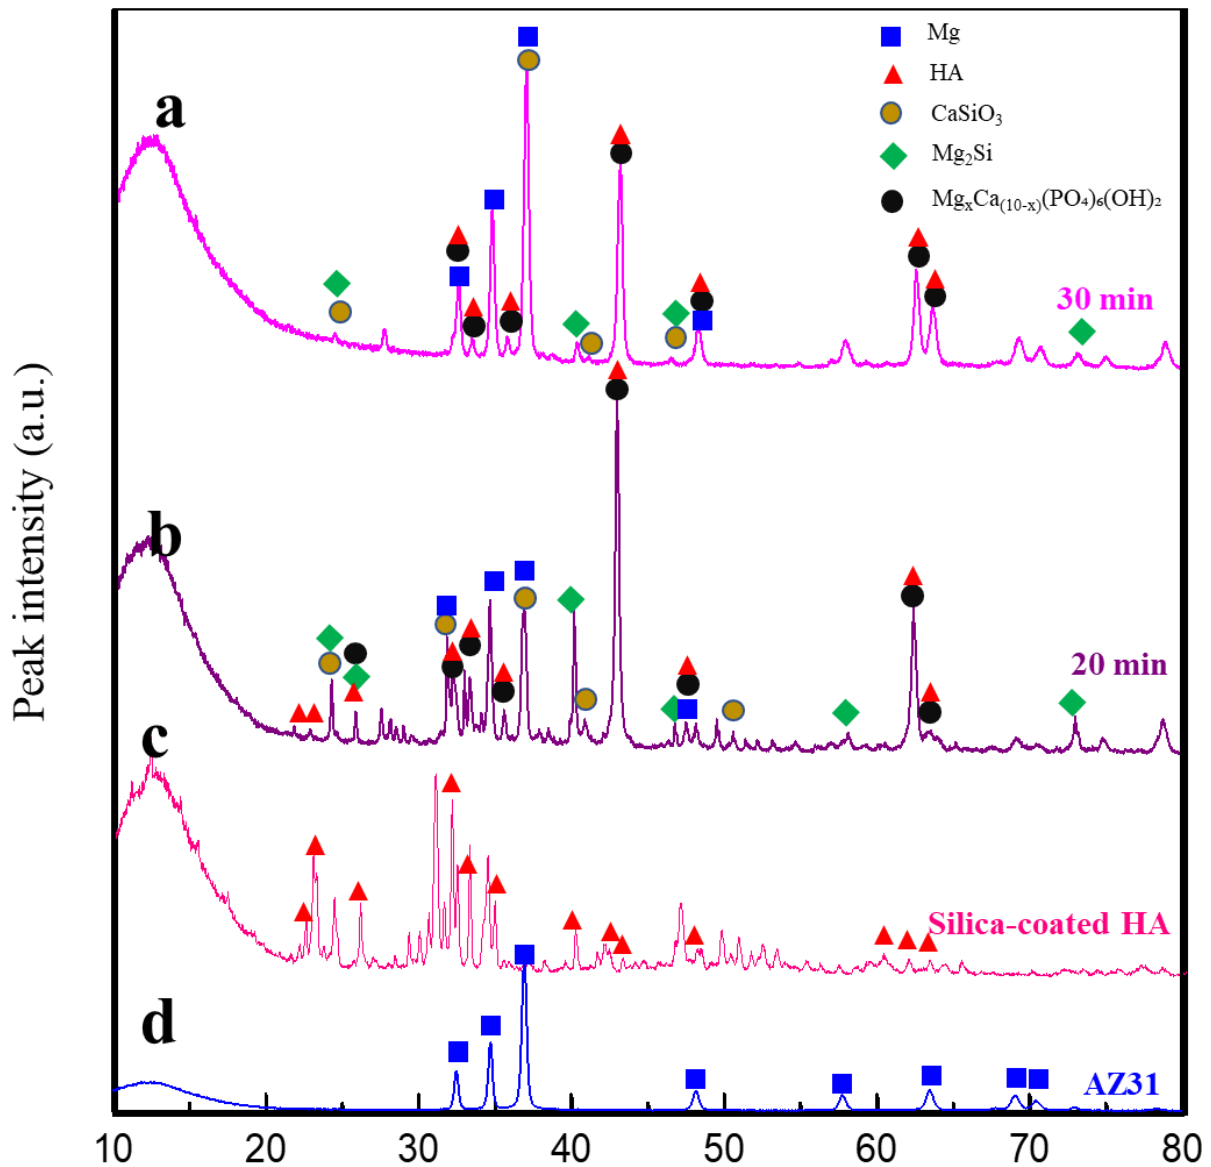 Mg
a
HA
CaSiO₃
Mg₂Si
MgₓCa₍₁₀₋ₓ₎(PO₄)₆(OH)₂
30 min
Peak intensity (a.u.)
b
20 min
c
Silica-coated HA
d
AZ31
10 20 30 40 50 60 70 80